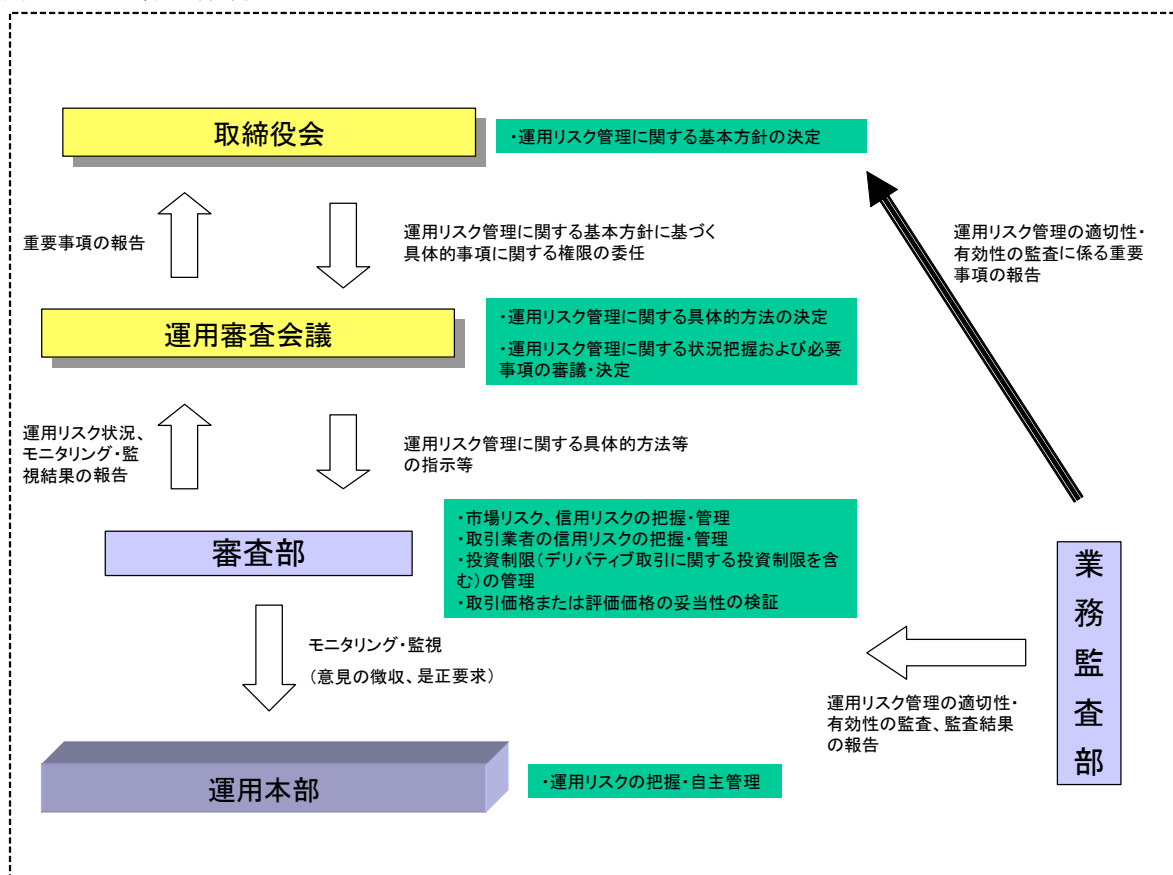 取締役会
・運用リスク管理に関する基本方針の決定
重要事項の報告
運用リスク管理に関する基本方針に基づく
具体的事項に関する権限の委任
運用リスク管理の適切性・
有効性の監査に係る重要
事項の報告
運用審査会議
・運用リスク管理に関する具体的方法の決定
・運用リスク管理に関する状況把握および必要
事項の審議・決定
運用リスク状況、
モニタリング・監
視結果の報告
運用リスク管理に関する具体的方法等
の指示等
審査部
・市場リスク、信用リスクの把握・管理
・取引業者の信用リスクの把握・管理
・投資制限(デリバティブ取引に関する投資制限を含
む)の管理
・取引価格または評価価格の妥当性の検証
業務監査部
モニタリング・監視
(意見の徴収、是正要求)
運用リスク管理の適切性・
有効性の監査、監査結果
の報告
運用本部
・運用リスクの把握・自主管理